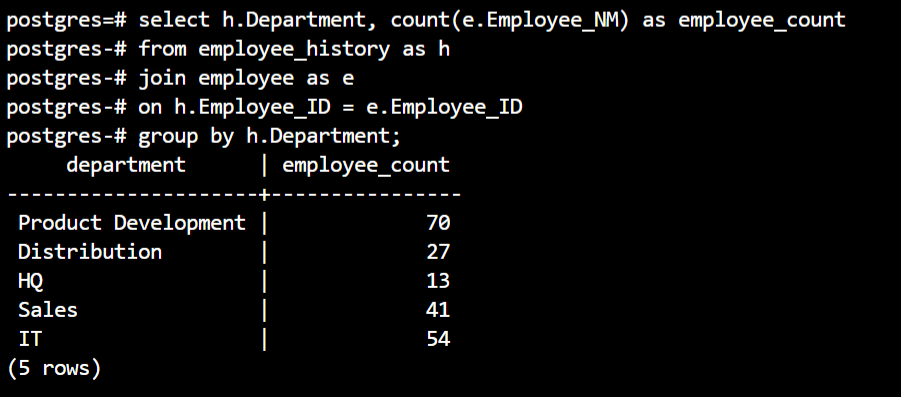 postgres=# select h.Department, count(e.Employee_NM) as employee_count
postgres-# from employee_history as h
postgres-# join employee as e
postgres-# on h.Employee_ID = e.Employee_ID
postgres-# group by h.Department;
     department      | employee_count
---------------------+----------------
 Product Development |             70
 Distribution        |             27
 HQ                  |             13
 Sales               |             41
 IT                  |             54
(5 rows)